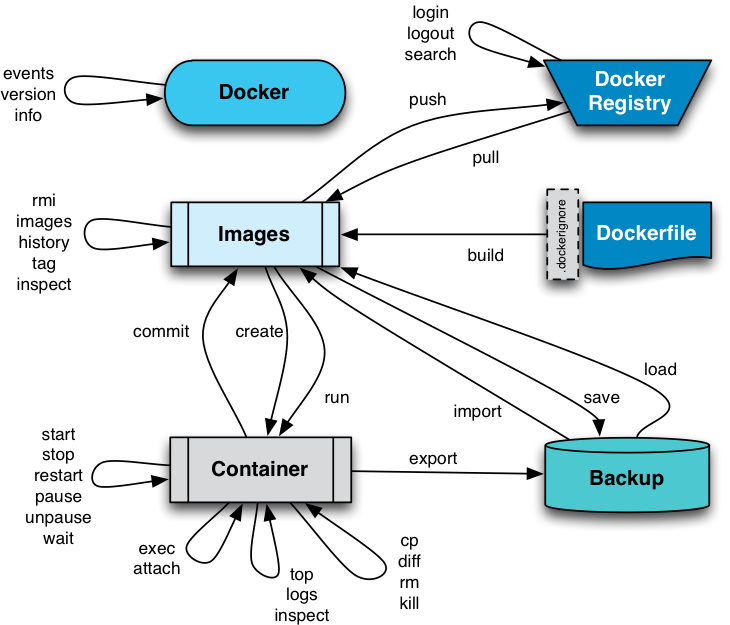 login
logout
search
events
version
info
Docker
Docker
Registry
push
pull
rmi
images
history
tag
inspect
Images
build
.dockerignore
Dockerfile
commit
create
run
import
save
load
start
stop
restart
pause
unpause
wait
Container
export
Backup
exec
attach
top
logs
inspect
cp
diff
rm
kill